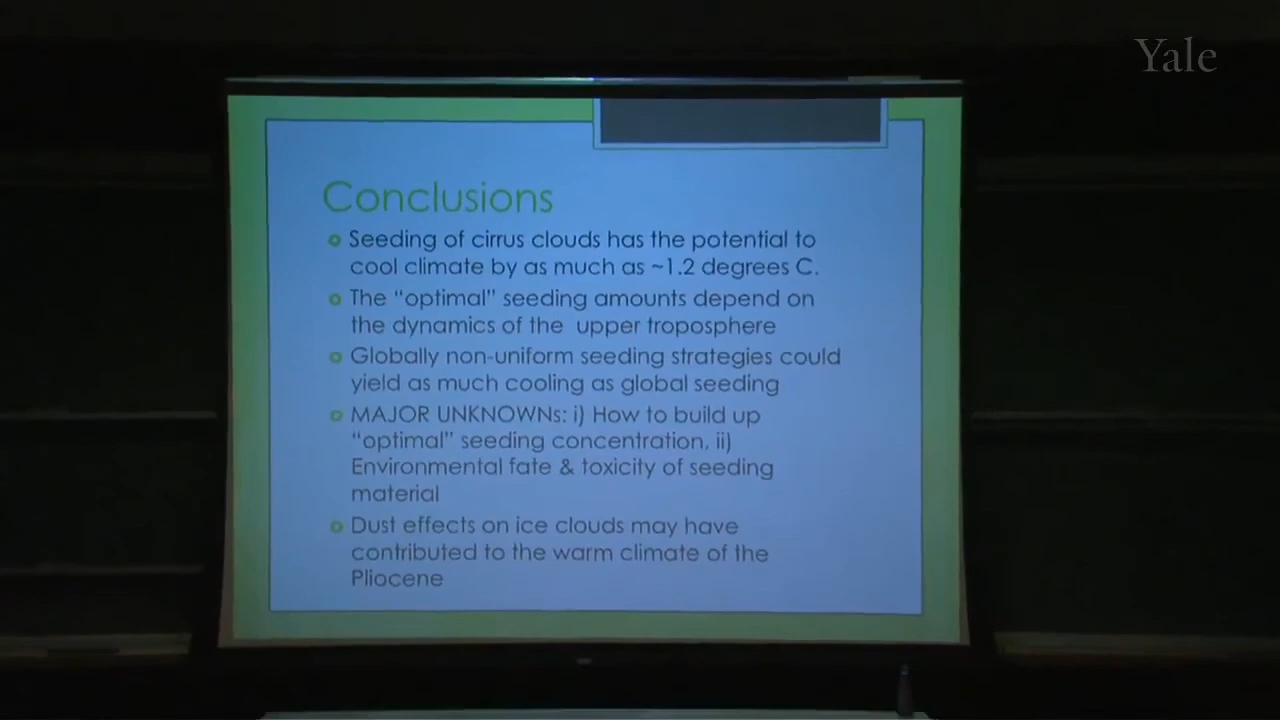 Yale
Conclusions
Seeding of cirrus clouds has the potential to
cool climate by as much as ~1.2 degrees C.
The “optimal” seeding amounts depend on
the dynamics of the upper troposphere
Globally non-uniform seeding strategies could
yield as much cooling as global seeding
MAJOR UNKNOWNs: i) How to build up
“optimal” seeding concentration, ii)
Environmental fate & toxicity of seeding
material
Dust effects on ice clouds may have
contributed to the warm climate of the
Pliocene